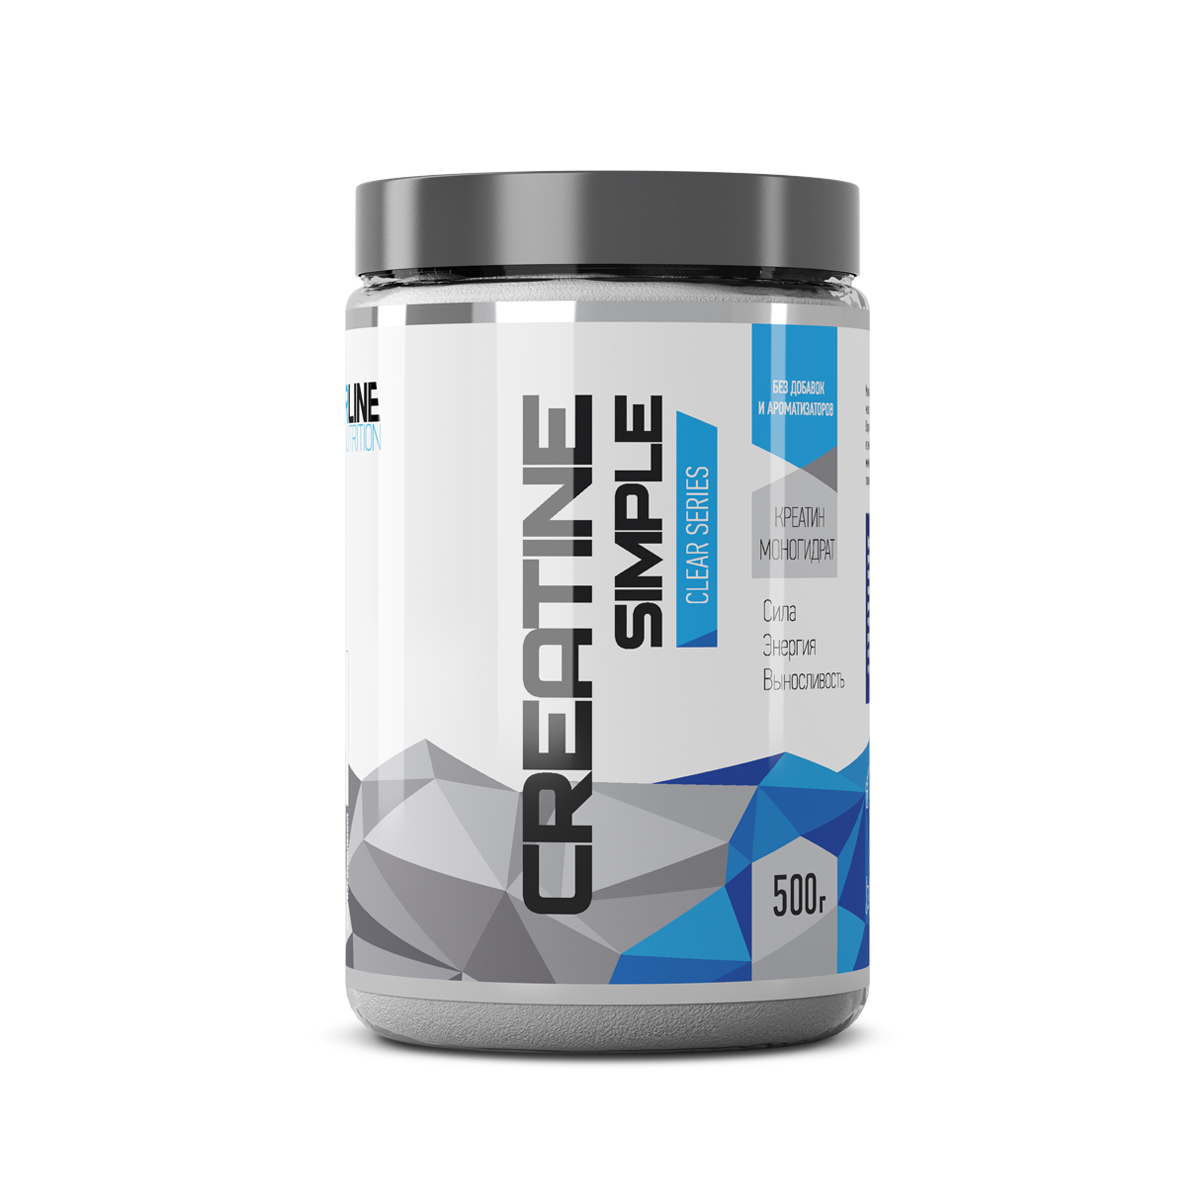 LINE
CREATINE
SIMPLE
CLEAR SERIES
БЕЗ ДОБАВОК
И АРОМАТИЗАТОРОВ
КРЕАТИН
МОНОГИДРАТ
Сила
Энергия
Выносливость
500г